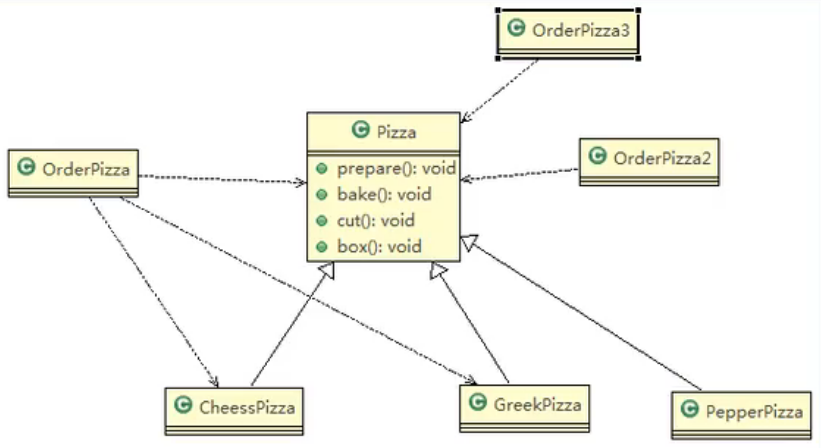 OrderPizza3
Pizza
prepare(): void
bake(): void
cut(): void
box(): void
OrderPizza
OrderPizza2
CheessPizza
GreekPizza
PepperPizza